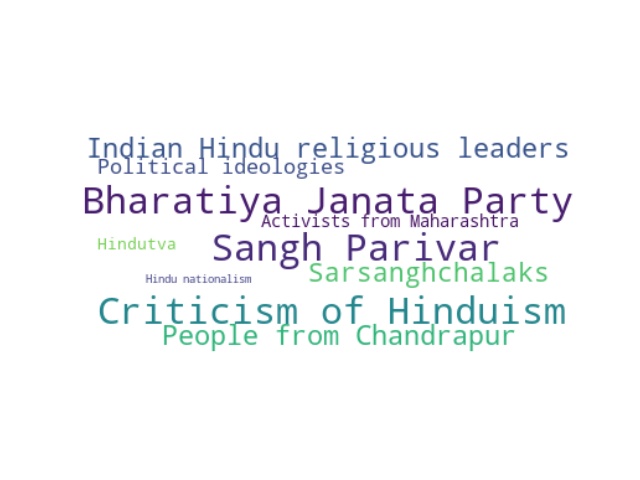 Indian Hindu religious leaders
Political ideologies
Bharatiya Janata Party
Activists from Maharashtra
Hindutva
Sangh Parivar
Sarsanghchalaks
Hindu nationalism
Criticism of Hinduism
People from Chandrapur